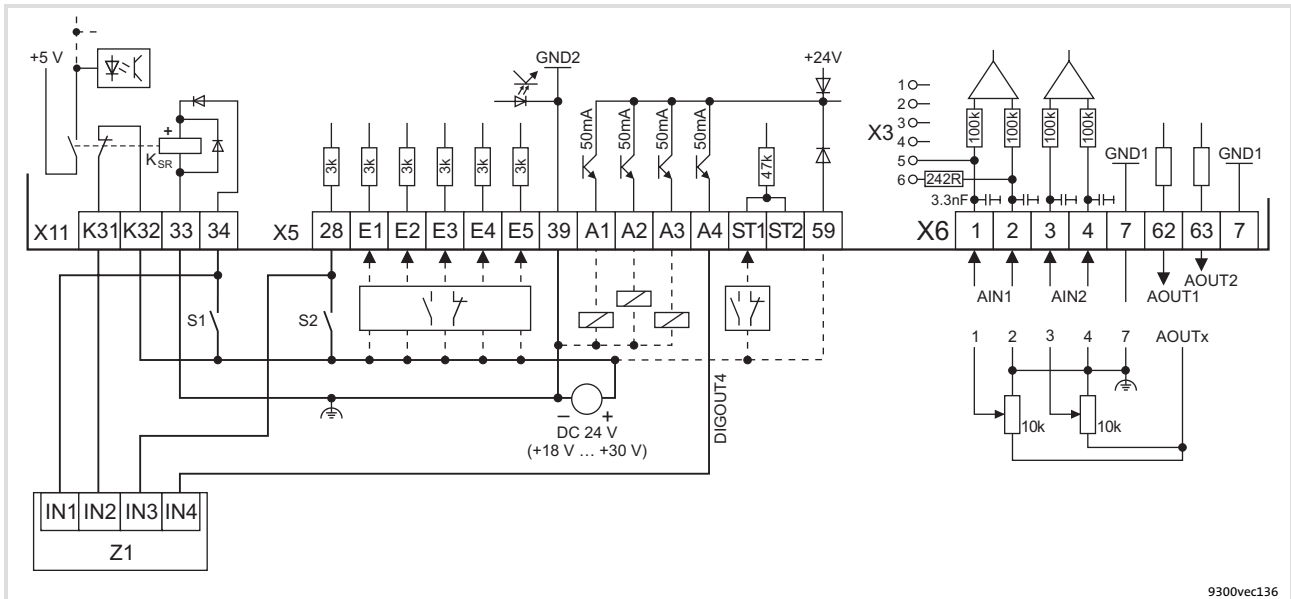 +5 V
+
K SR
GND2
+24V
50mA 50mA 50mA 50mA
3k 3k 3k 3k 3k 3k
47k
1
2
3
X3
4
5
6
242R
3.3nF
100k 100k 100k 100k
GND1
GND1
X11 K31 K32 33 34
X5 28 E1 E2 E3 E4 E5 39 A1 A2 A3 A4 ST1 ST2 59
X6 1 2 3 4 7 62 63 7
AIN1 AIN2 AOUT1 AOUT2
S1
S2
1 2 3 4 7 AOUTx
10k 10k
– +
DC 24 V
(+18 V ... +30 V)
DIGOUT4
IN1 IN2 IN3 IN4
Z1
9300vec136